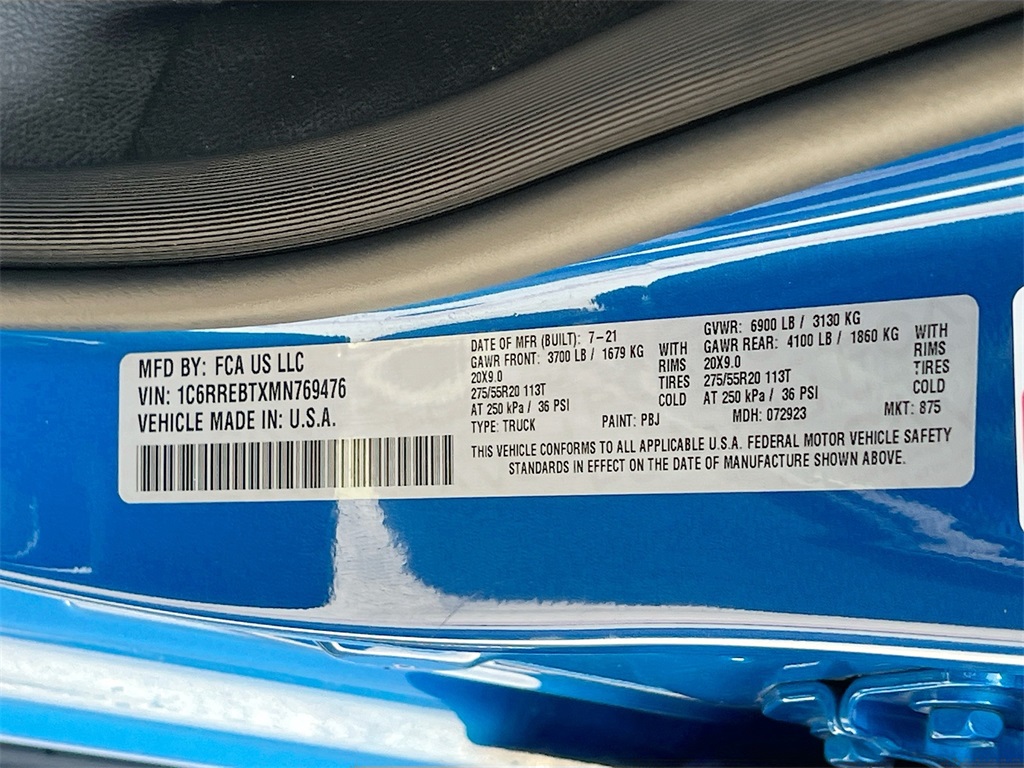 MFD BY: FCA US LLC
VIN: 1C6RREBTXMN769476
VEHICLE MADE IN: U.S.A.
DATE OF MFR (BUILT): 7-21
GVWR: 6900 LB / 3130 KG
GAWR FRONT: 3700 LB / 1679 KG WITH
20X9.0 RIMS
275/55R20 113T TIRES
AT 250 kPa / 36 PSI COLD
GAWR REAR: 4100 LB / 1860 KG WITH
20X9.0 RIMS
275/55R20 113T TIRES
AT 250 kPa / 36 PSI COLD
TYPE: TRUCK PAINT: PBJ MDH: 072923 MKT: 875
THIS VEHICLE CONFORMS TO ALL APPLICABLE U.S.A. FEDERAL MOTOR VEHICLE SAFETY
STANDARDS IN EFFECT ON THE DATE OF MANUFACTURE SHOWN ABOVE.